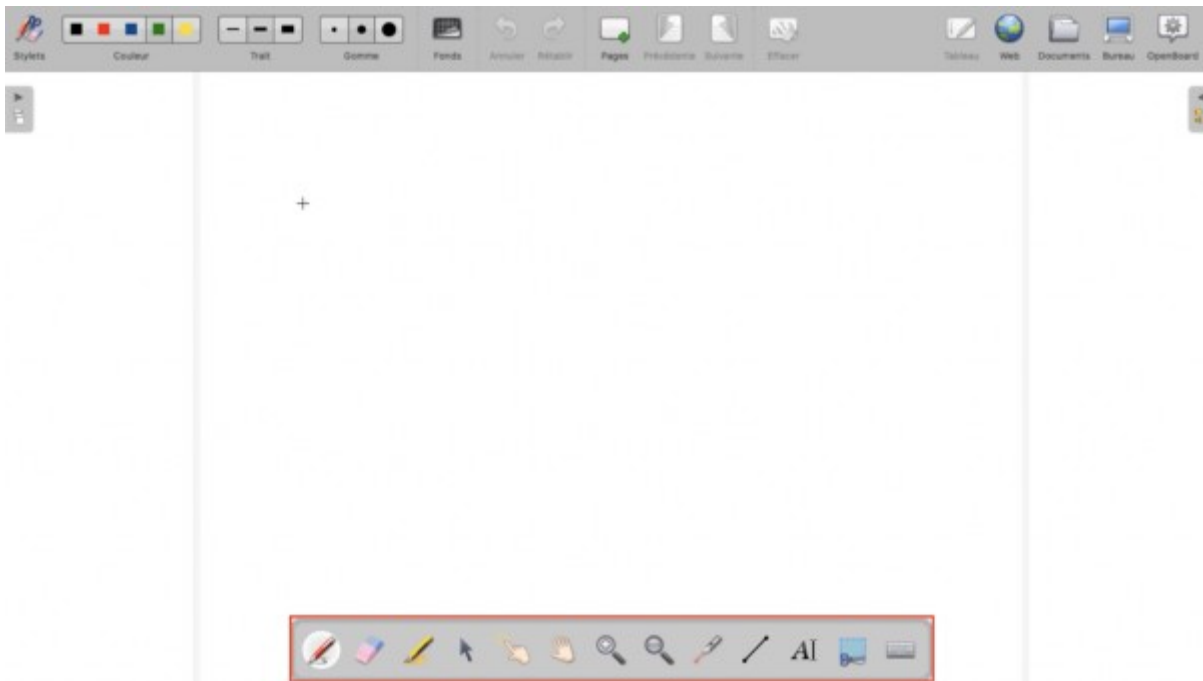 Stylets Couleur Trait Gomme Fonds Annuler Rétablir Pages Précédente Suivante Effacer Tableau Web Documents Bureau OpenBoard
AI